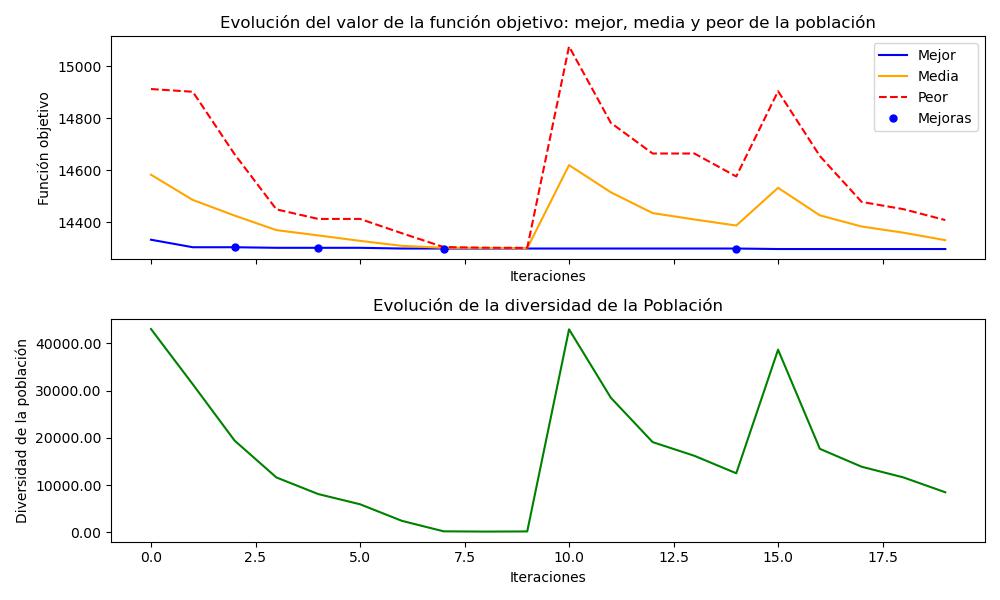 Evolución del valor de la función objetivo: mejor, media y peor de la población
Función objetivo
15000
14800
14600
14400
Mejor
Media
Peor
Mejoras
Iteraciones
Evolución de la diversidad de la Población
Diversidad de la población
40000.00
30000.00
20000.00
10000.00
0.00
0.0 2.5 5.0 7.5 10.0 12.5 15.0 17.5
Iteraciones